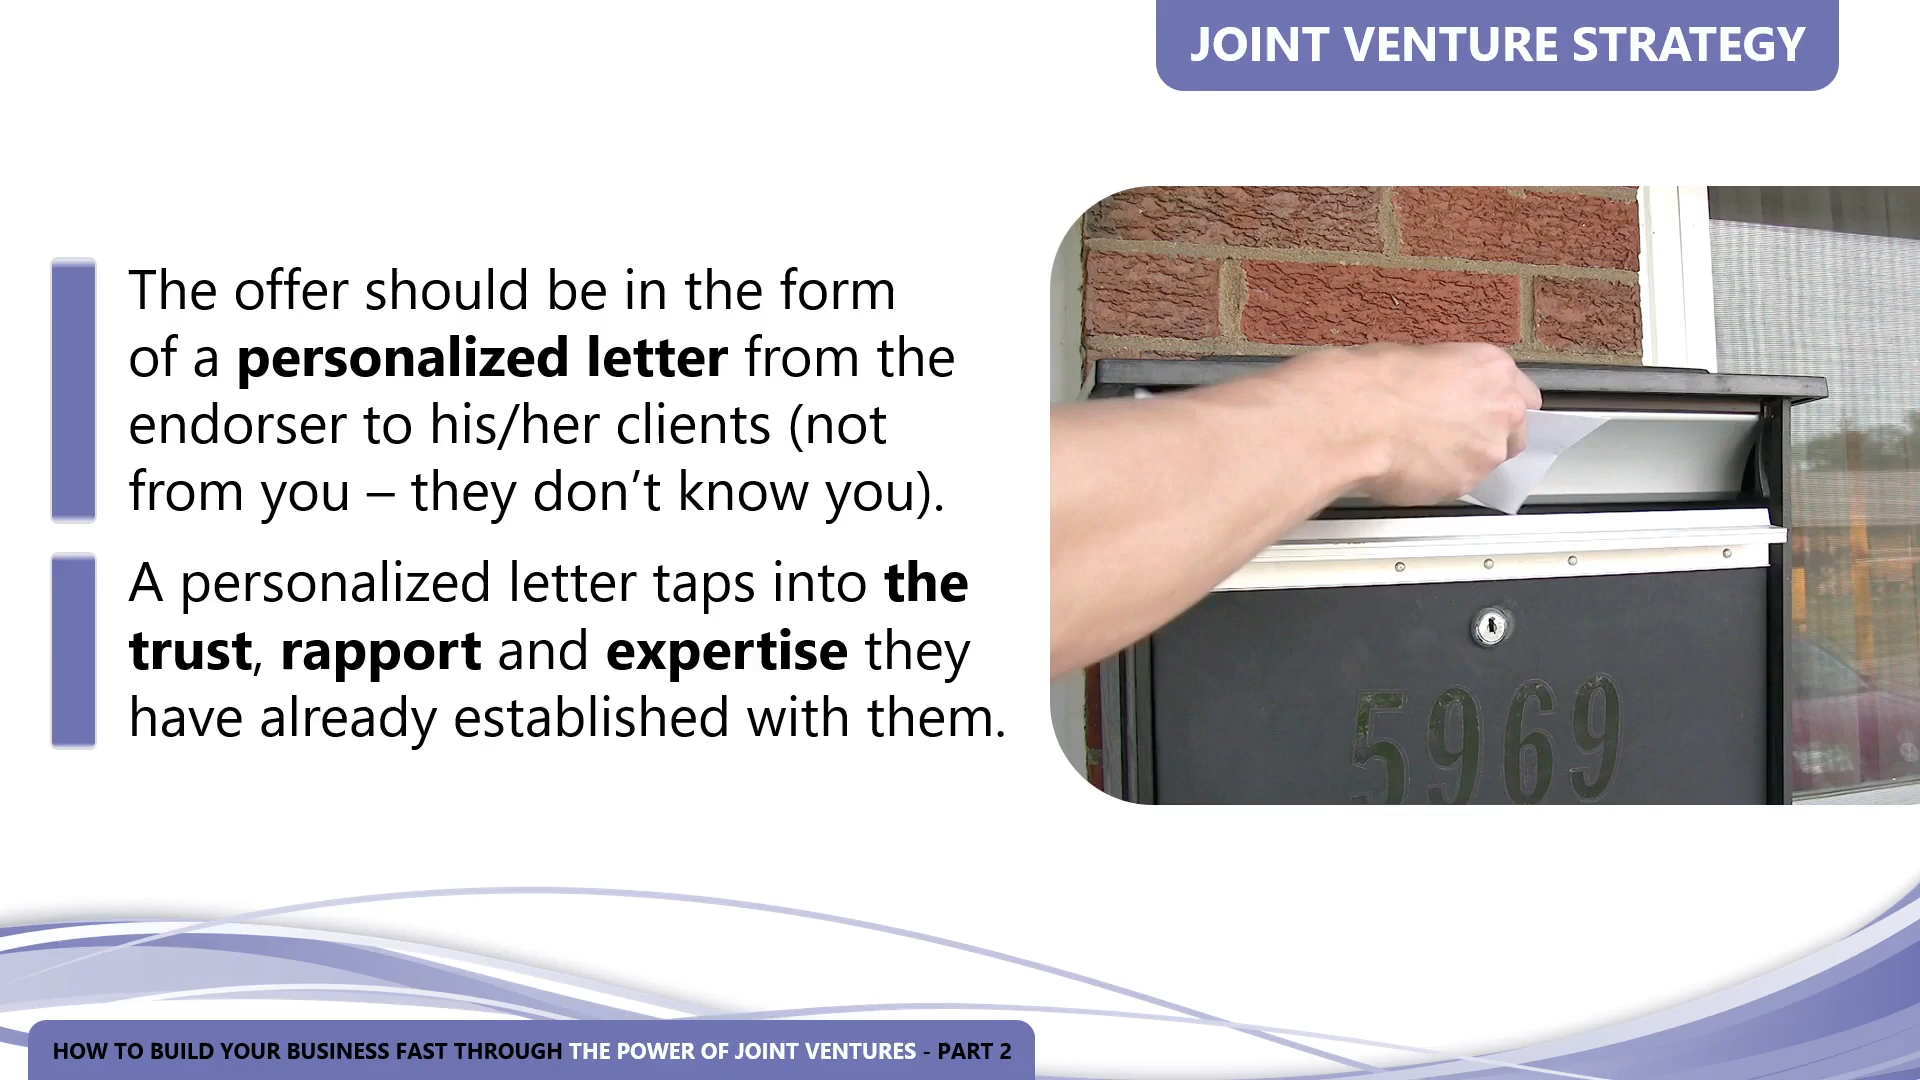 JOINT VENTURE STRATEGY
The offer should be in the form
of a personalized letter from the
endorser to his/her clients (not
from you – they don’t know you).
A personalized letter taps into the
trust, rapport and expertise they
have already established with them.
5969
HOW TO BUILD YOUR BUSINESS FAST THROUGH THE POWER OF JOINT VENTURES - PART 2